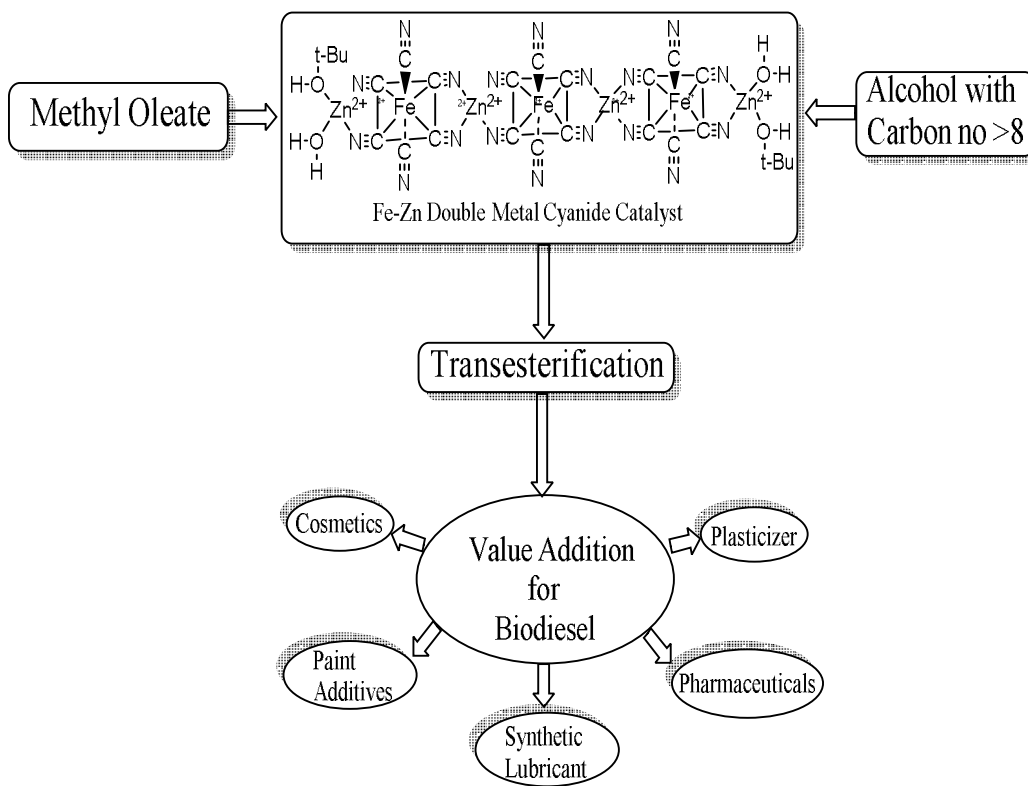 Methyl Oleate
N N N H
t-Bu C C C O-H
H-O N≡C C≡N N≡C C≡N N≡C C≡N
Zn2+ Fe Zn2+ Fe Zn2+ Fe Zn2+
H-O N≡C C≡N N≡C C≡N N≡C C≡N H-O
H C C C t-Bu
N N N
Fe-Zn Double Metal Cyanide Catalyst
Alcohol with
Carbon no >8
Transesterification
Value Addition
for
Biodiesel
Cosmetics
Plasticizer
Paint
Additives
Pharmaceuticals
Synthetic
Lubricant